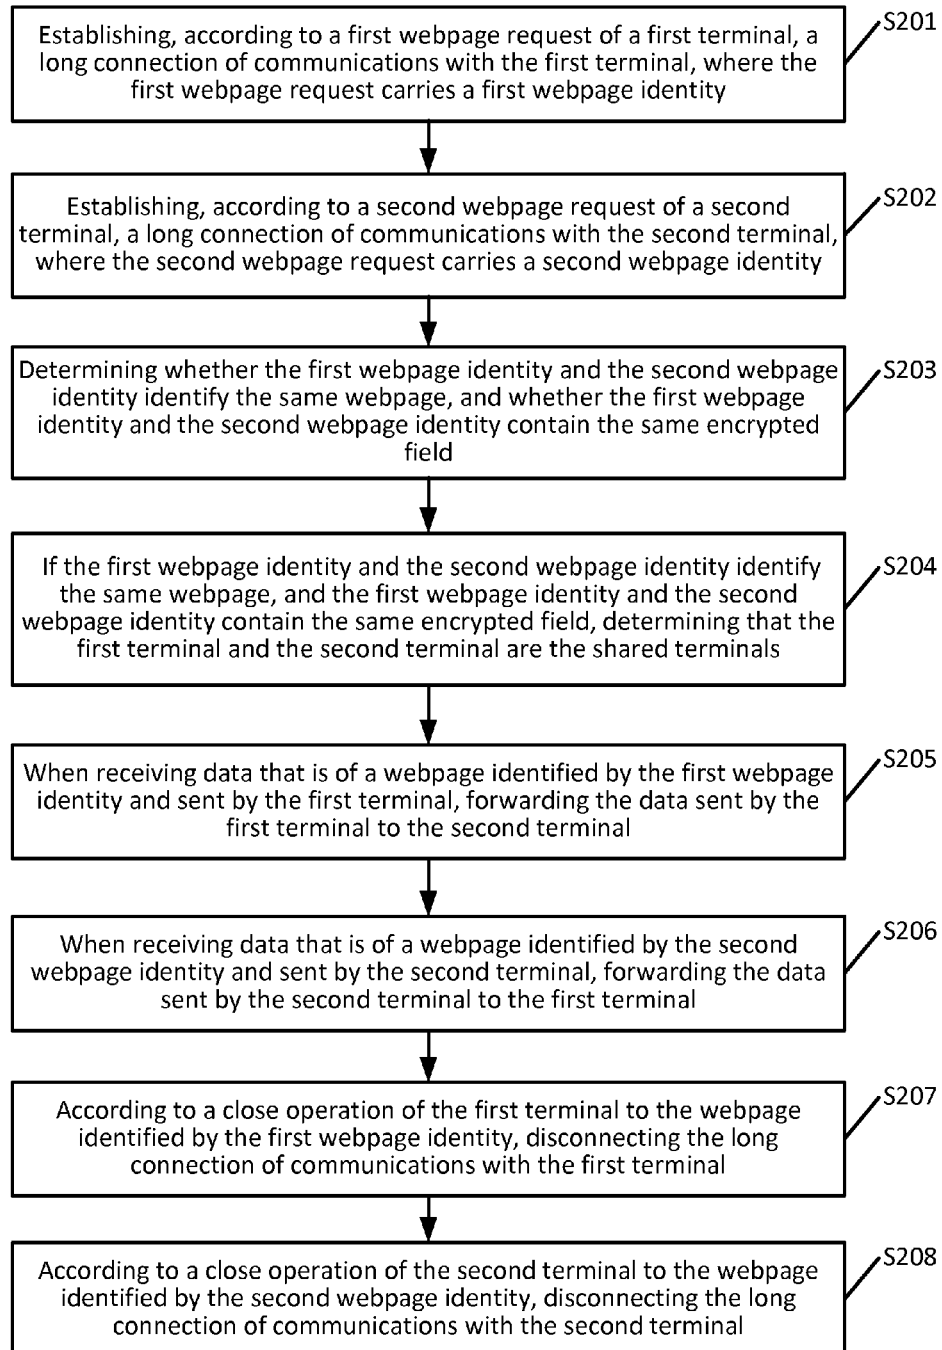 Establishing, according to a first webpage request of a first terminal, a
long connection of communications with the first terminal, where the
first webpage request carries a first webpage identity
S201
Establishing, according to a second webpage request of a second
terminal, a long connection of communications with the second terminal,
where the second webpage request carries a second webpage identity
S202
Determining whether the first webpage identity and the second webpage
identity identify the same webpage, and whether the first webpage
identity and the second webpage identity contain the same encrypted
field
S203
If the first webpage identity and the second webpage identity identify
the same webpage, and the first webpage identity and the second
webpage identity contain the same encrypted field, determining that the
first terminal and the second terminal are the shared terminals
S204
When receiving data that is of a webpage identified by the first webpage
identity and sent by the first terminal, forwarding the data sent by the
first terminal to the second terminal
S205
When receiving data that is of a webpage identified by the second
webpage identity and sent by the second terminal, forwarding the data
sent by the second terminal to the first terminal
S206
According to a close operation of the first terminal to the webpage
identified by the first webpage identity, disconnecting the long
connection of communications with the first terminal
S207
According to a close operation of the second terminal to the webpage
identified by the second webpage identity, disconnecting the long
connection of communications with the second terminal
S208